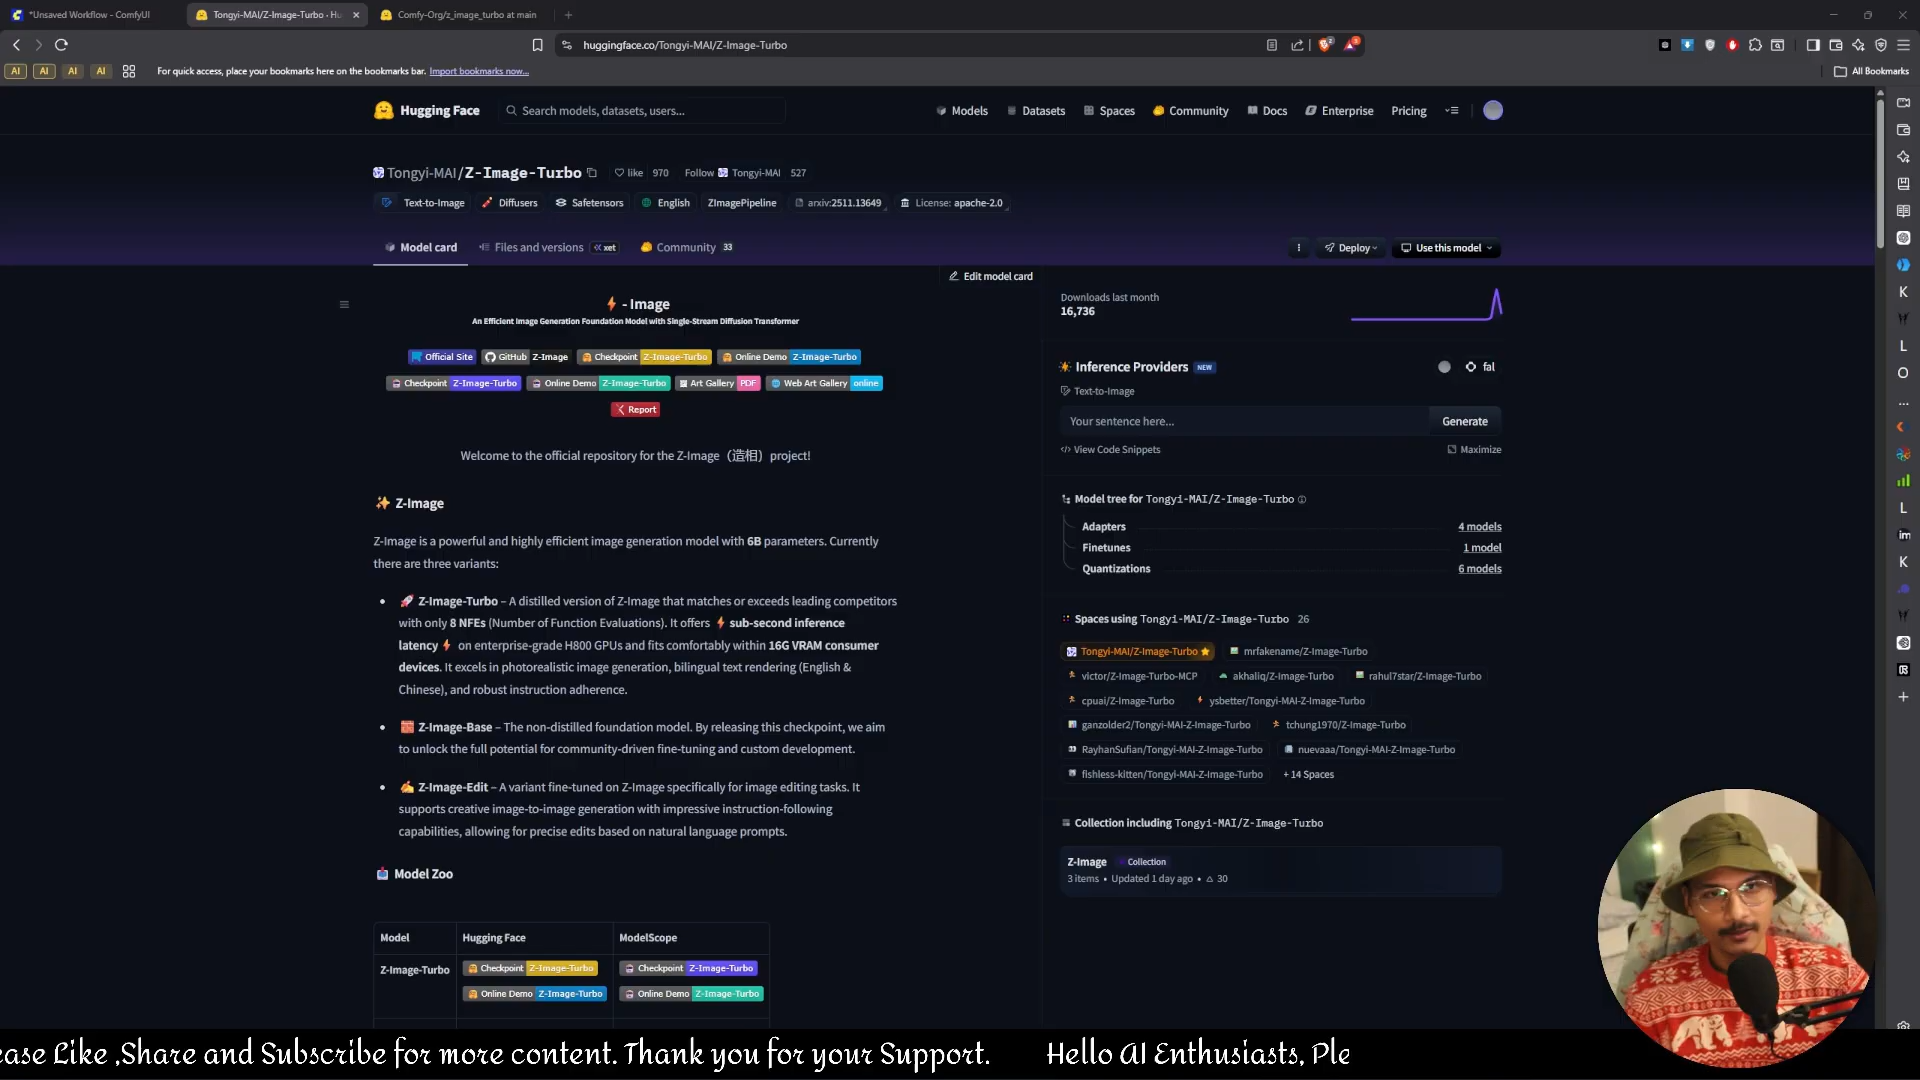 *Unsaved Workflow - ComfyUI
Tongyi-MAI/Z-Image-Turbo · Hu
Comfy-Org/z_image_turbo at main
huggingface.co/Tongyi-MAI/Z-Image-Turbo
AI AI AI AI
For quick access, place your bookmarks here on the bookmarks bar. Import bookmarks now...
All Bookmarks
Hugging Face
Search models, datasets, users...
Models Datasets Spaces Community Docs Enterprise Pricing
Tongyi-MAI/Z-Image-Turbo like 970 Follow Tongyi-MAI 527
Text-to-Image Diffusers Safetensors English ZImagePipeline arxiv:2511.13649 License: apache-2.0
Model card Files and versions xet Community 33
Deploy Use this model
Edit model card
⚡ - Image
An Efficient Image Generation Foundation Model with Single-Stream Diffusion Transformer
Official Site GitHub Z-Image Checkpoint Z-Image-Turbo Online Demo Z-Image-Turbo
Checkpoint Z-Image-Turbo Online Demo Z-Image-Turbo Art Gallery PDF Web Art Gallery online
Report
Welcome to the official repository for the Z-Image（造相）project!
✨ Z-Image
Z-Image is a powerful and highly efficient image generation model with 6B parameters. Currently
there are three variants:
• 🚀 Z-Image-Turbo – A distilled version of Z-Image that matches or exceeds leading competitors
with only 8 NFEs (Number of Function Evaluations). It offers ⚡ sub-second inference
latency ⚡ on enterprise-grade H800 GPUs and fits comfortably within 16G VRAM consumer
devices. It excels in photorealistic image generation, bilingual text rendering (English &
Chinese), and robust instruction adherence.
• 🧱 Z-Image-Base – The non-distilled foundation model. By releasing this checkpoint, we aim
to unlock the full potential for community-driven fine-tuning and custom development.
• ✍️ Z-Image-Edit – A variant fine-tuned on Z-Image specifically for image editing tasks. It
supports creative image-to-image generation with impressive instruction-following
capabilities, allowing for precise edits based on natural language prompts.
Model Zoo
Model Hugging Face ModelScope
Z-Image-Turbo Checkpoint Z-Image-Turbo Checkpoint Z-Image-Turbo
Online Demo Z-Image-Turbo Online Demo Z-Image-Turbo
Downloads last month
16,736
Inference Providers NEW fal
Text-to-Image
Your sentence here... Generate
View Code Snippets Maximize
Model tree for Tongyi-MAI/Z-Image-Turbo
Adapters 4 models
Finetunes 1 model
Quantizations 6 models
Spaces using Tongyi-MAI/Z-Image-Turbo 26
Tongyi-MAI/Z-Image-Turbo mrfakename/Z-Image-Turbo
victor/Z-Image-Turbo-MCP akhaliq/Z-Image-Turbo rahul7star/Z-Image-Turbo
cpuai/Z-Image-Turbo ysbetter/Tongyi-MAI-Z-Image-Turbo
ganzolder2/Tongyi-MAI-Z-Image-Turbo tchung1970/Z-Image-Turbo
RayhanSufian/Tongyi-MAI-Z-Image-Turbo nuevaaa/Tongyi-MAI-Z-Image-Turbo
fishless-kitten/Tongyi-MAI-Z-Image-Turbo + 14 Spaces
Collection including Tongyi-MAI/Z-Image-Turbo
Z-Image Collection
3 items • Updated 1 day ago • △ 30
K
L
O
L
im
K
ease Like ,Share and Subscribe for more content. Thank you for your Support. Hello AI Enthusiasts, Ple